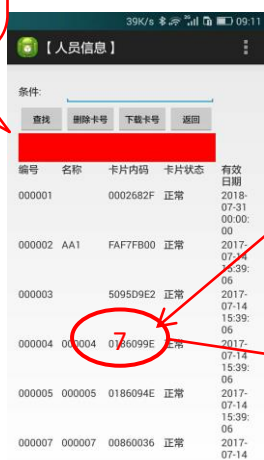 39K/s 09:11
【人员信息】
条件:
查找 删除卡号 下载卡号 返回
编号 名称 卡片内码 卡片状态 有效日期
000001 0002682F 正常 2018-07-31 00:00:00
000002 AA1 FAF7FB00 正常 2017-07-14 15:39:06
000003 5095D9E2 正常 2017-07-14 15:39:06
000004 000004 0186099E 正常 2017-07-14 15:39:06
7
000005 000005 0186094E 正常 2017-07-14 15:39:06
000007 000007 00860036 正常 2017-07-14